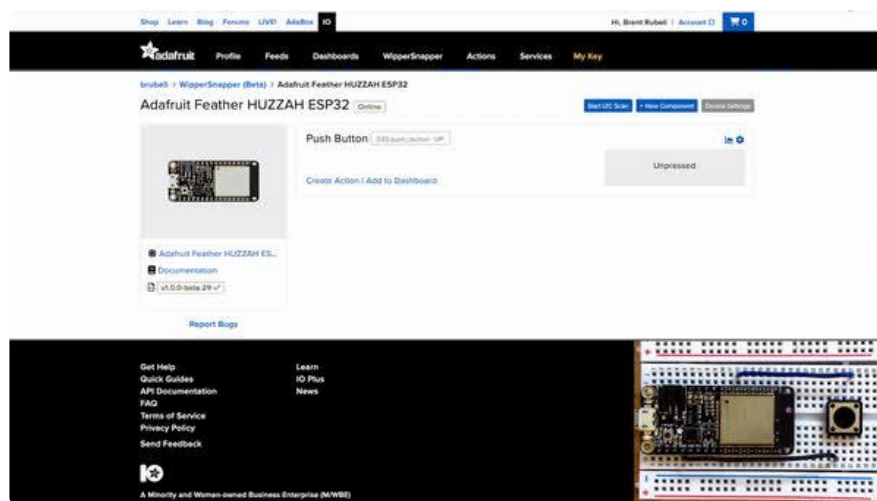 Shop Learn Blog Forums LIVE! AdaBox IO
Hi, Brent Rubell | Account
0
adafruit Profile Feeds Dashboards WipperSnapper Actions Services My Key
brubell > WipperSnapper (Beta) > Adafruit Feather HUZZAH ESP32
Adafruit Feather HUZZAH ESP32 Online
Start I2C Scan + New Component Device Settings
Push Button
Unpressed
Create Action | Add to Dashboard
Adafruit Feather HUZZAH ES...
Documentation
v1.0.0-beta.29
Report Bugs
Get Help
Quick Guides
API Documentation
FAQ
Terms of Service
Privacy Policy
Send Feedback
Learn
IO Plus
News
IO
A Minority and Woman-owned Business Enterprise (M/WBE)